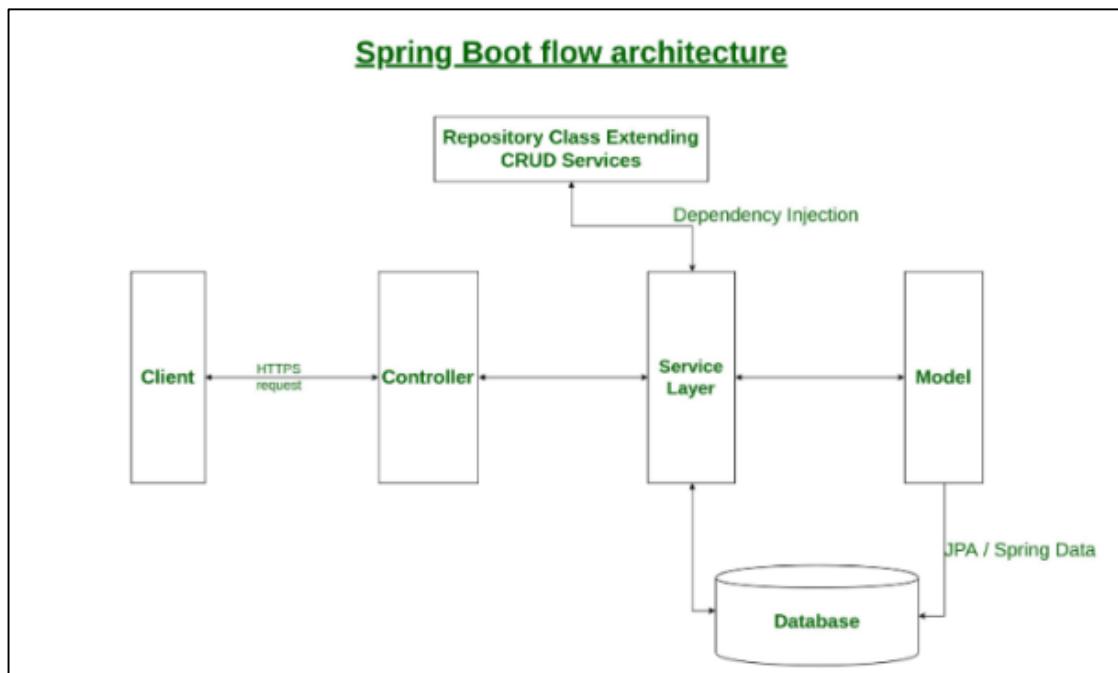 Spring Boot flow architecture
Repository Class Extending
CRUD Services
Dependency Injection
Client
HTTPS
request
Controller
Service
Layer
Model
JPA / Spring Data
Database